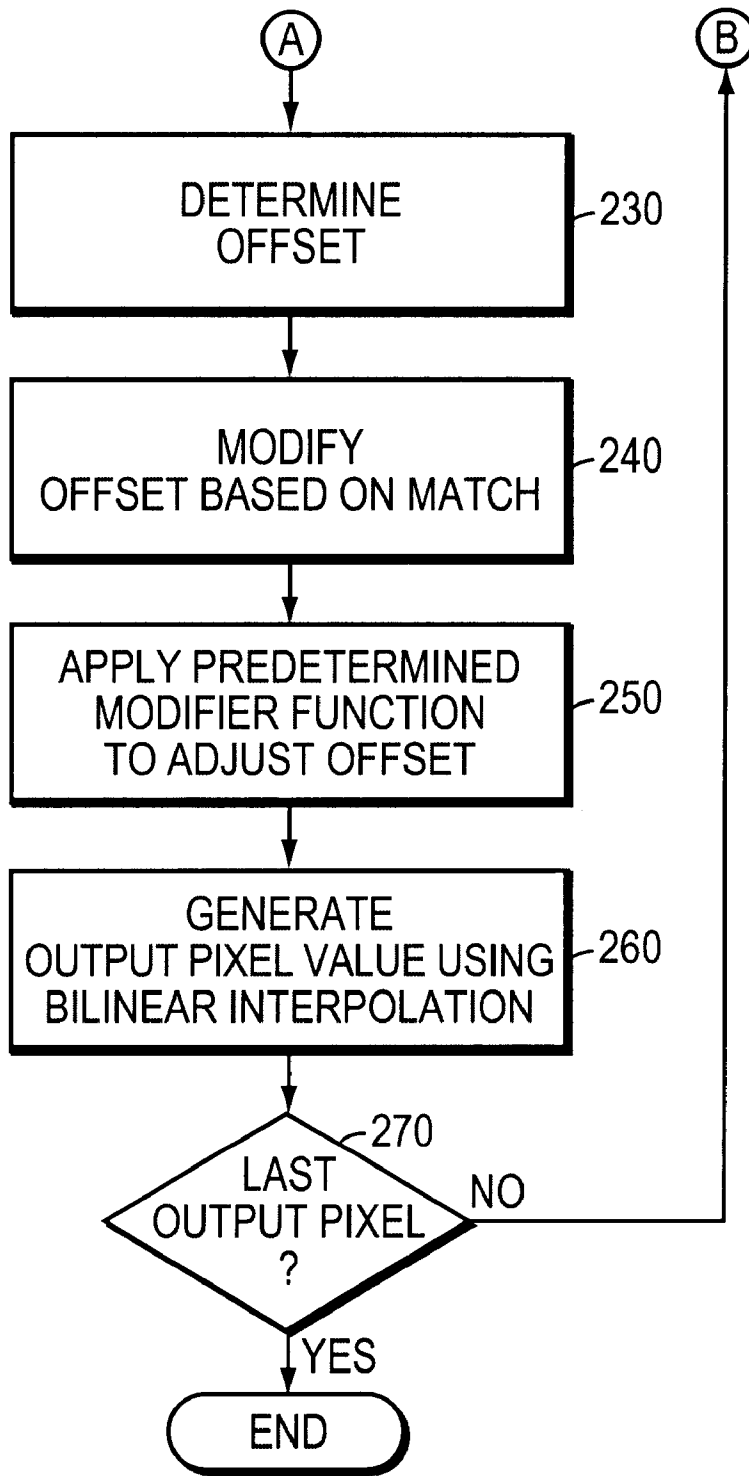 A
B
DETERMINE
OFFSET
230
MODIFY
OFFSET BASED ON MATCH
240
APPLY PREDETERMINED
MODIFIER FUNCTION
TO ADJUST OFFSET
250
GENERATE
OUTPUT PIXEL VALUE USING
BILINEAR INTERPOLATION
260
270
LAST
OUTPUT PIXEL
?
NO
YES
END